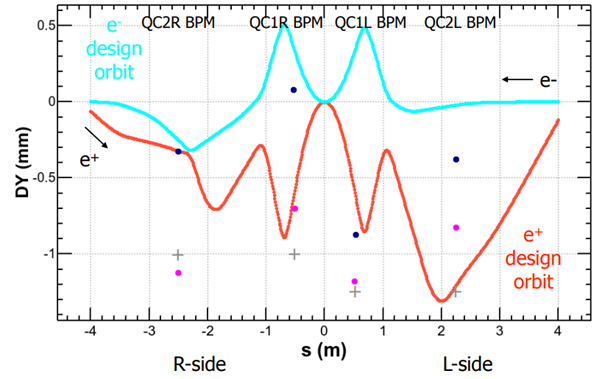 QC2R BPM QC1R BPM QC1L BPM QC2L BPM
e-
design
orbit
e-
e+
e+
design
orbit
DY (mm)
0.5
0
-0.5
-1
-4 -3 -2 -1 0 1 2 3 4
s (m)
R-side L-side